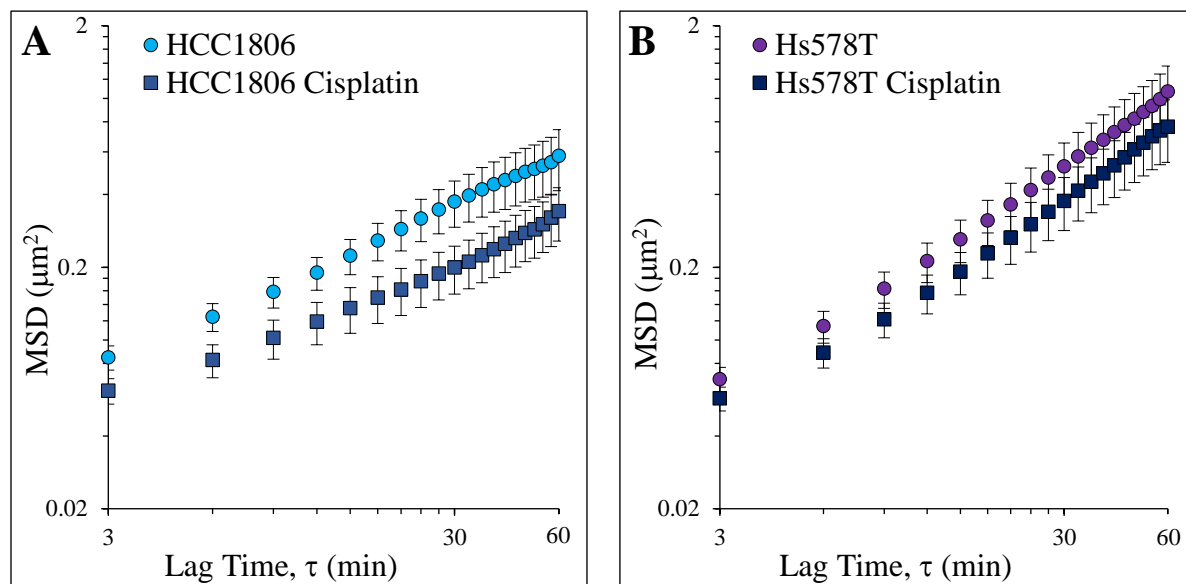 A
HCC1806
HCC1806 Cisplatin
2
0.2
0.02
MSD (μm²)
3
30
60
Lag Time, τ (min)
B
Hs578T
Hs578T Cisplatin
2
0.2
0.02
MSD (μm²)
3
30
60
Lag Time, τ (min)